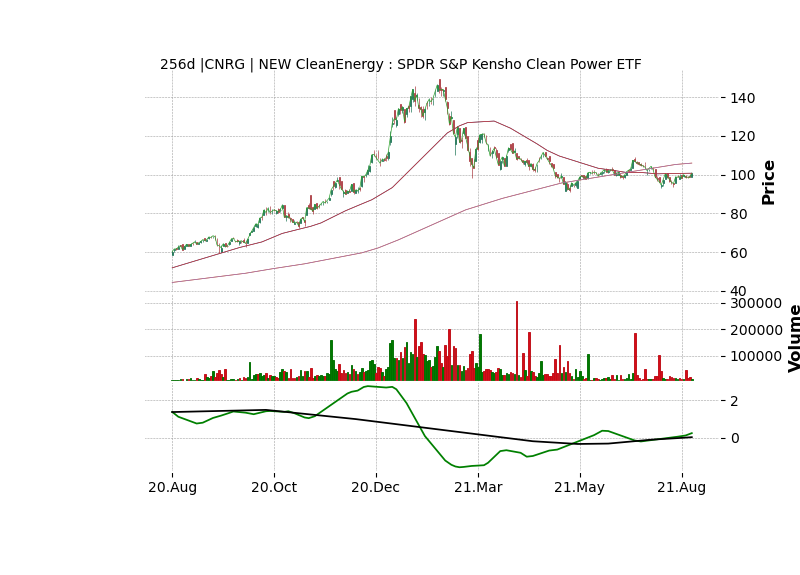 256d |CNRG | NEW CleanEnergy : SPDR S&P Kensho Clean Power ETF
140
120
100
80
60
40
Price
300000
200000
100000
Volume
2
0
20.Aug 20.Oct 20.Dec 21.Mar 21.May 21.Aug